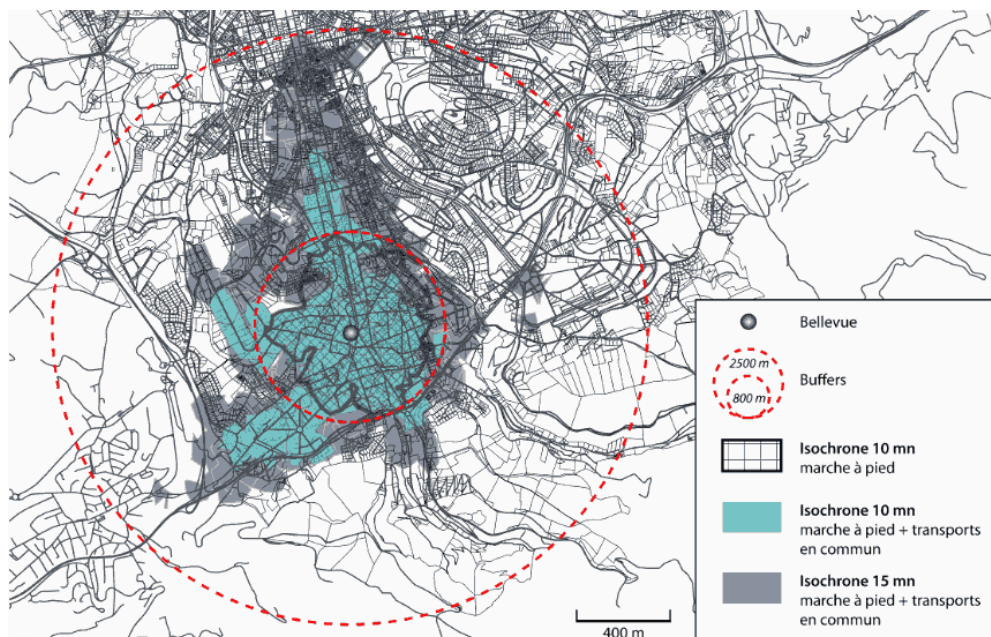 Bellevue
2500 m
Buffers
800 m
Isochrone 10 mn
marche à pied
Isochrone 10 mn
marche à pied + transports
en commun
Isochrone 15 mn
marche à pied + transports
en commun
400 m